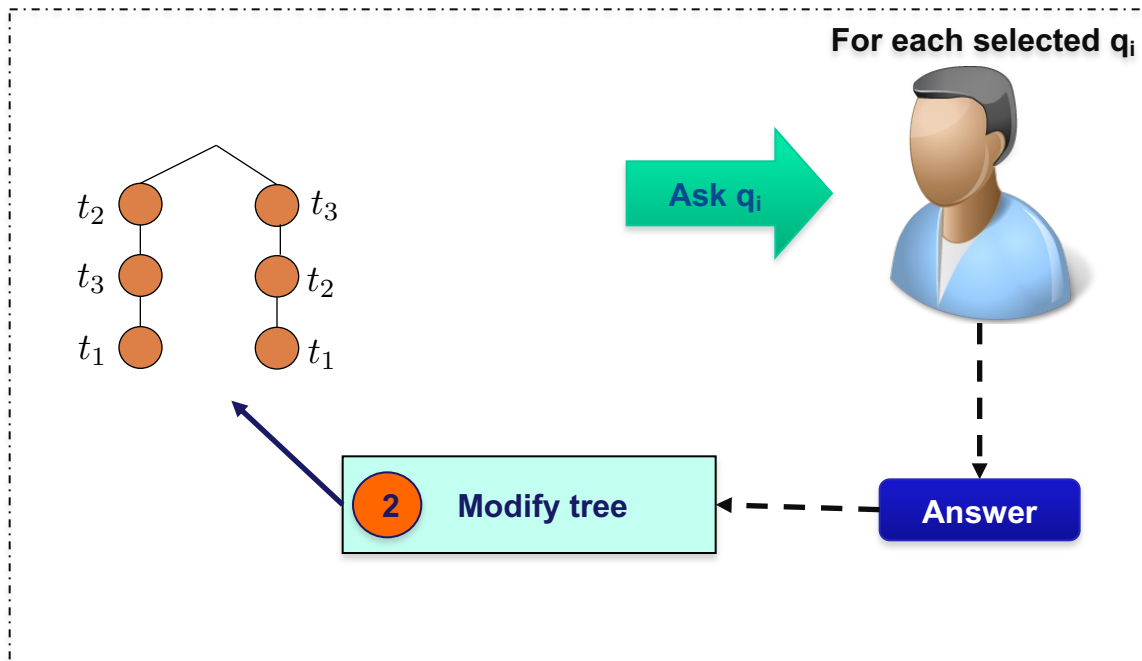 For each selected qi
t2
t3
Ask qi
t3
t2
t1
t1
2 Modify tree
Answer